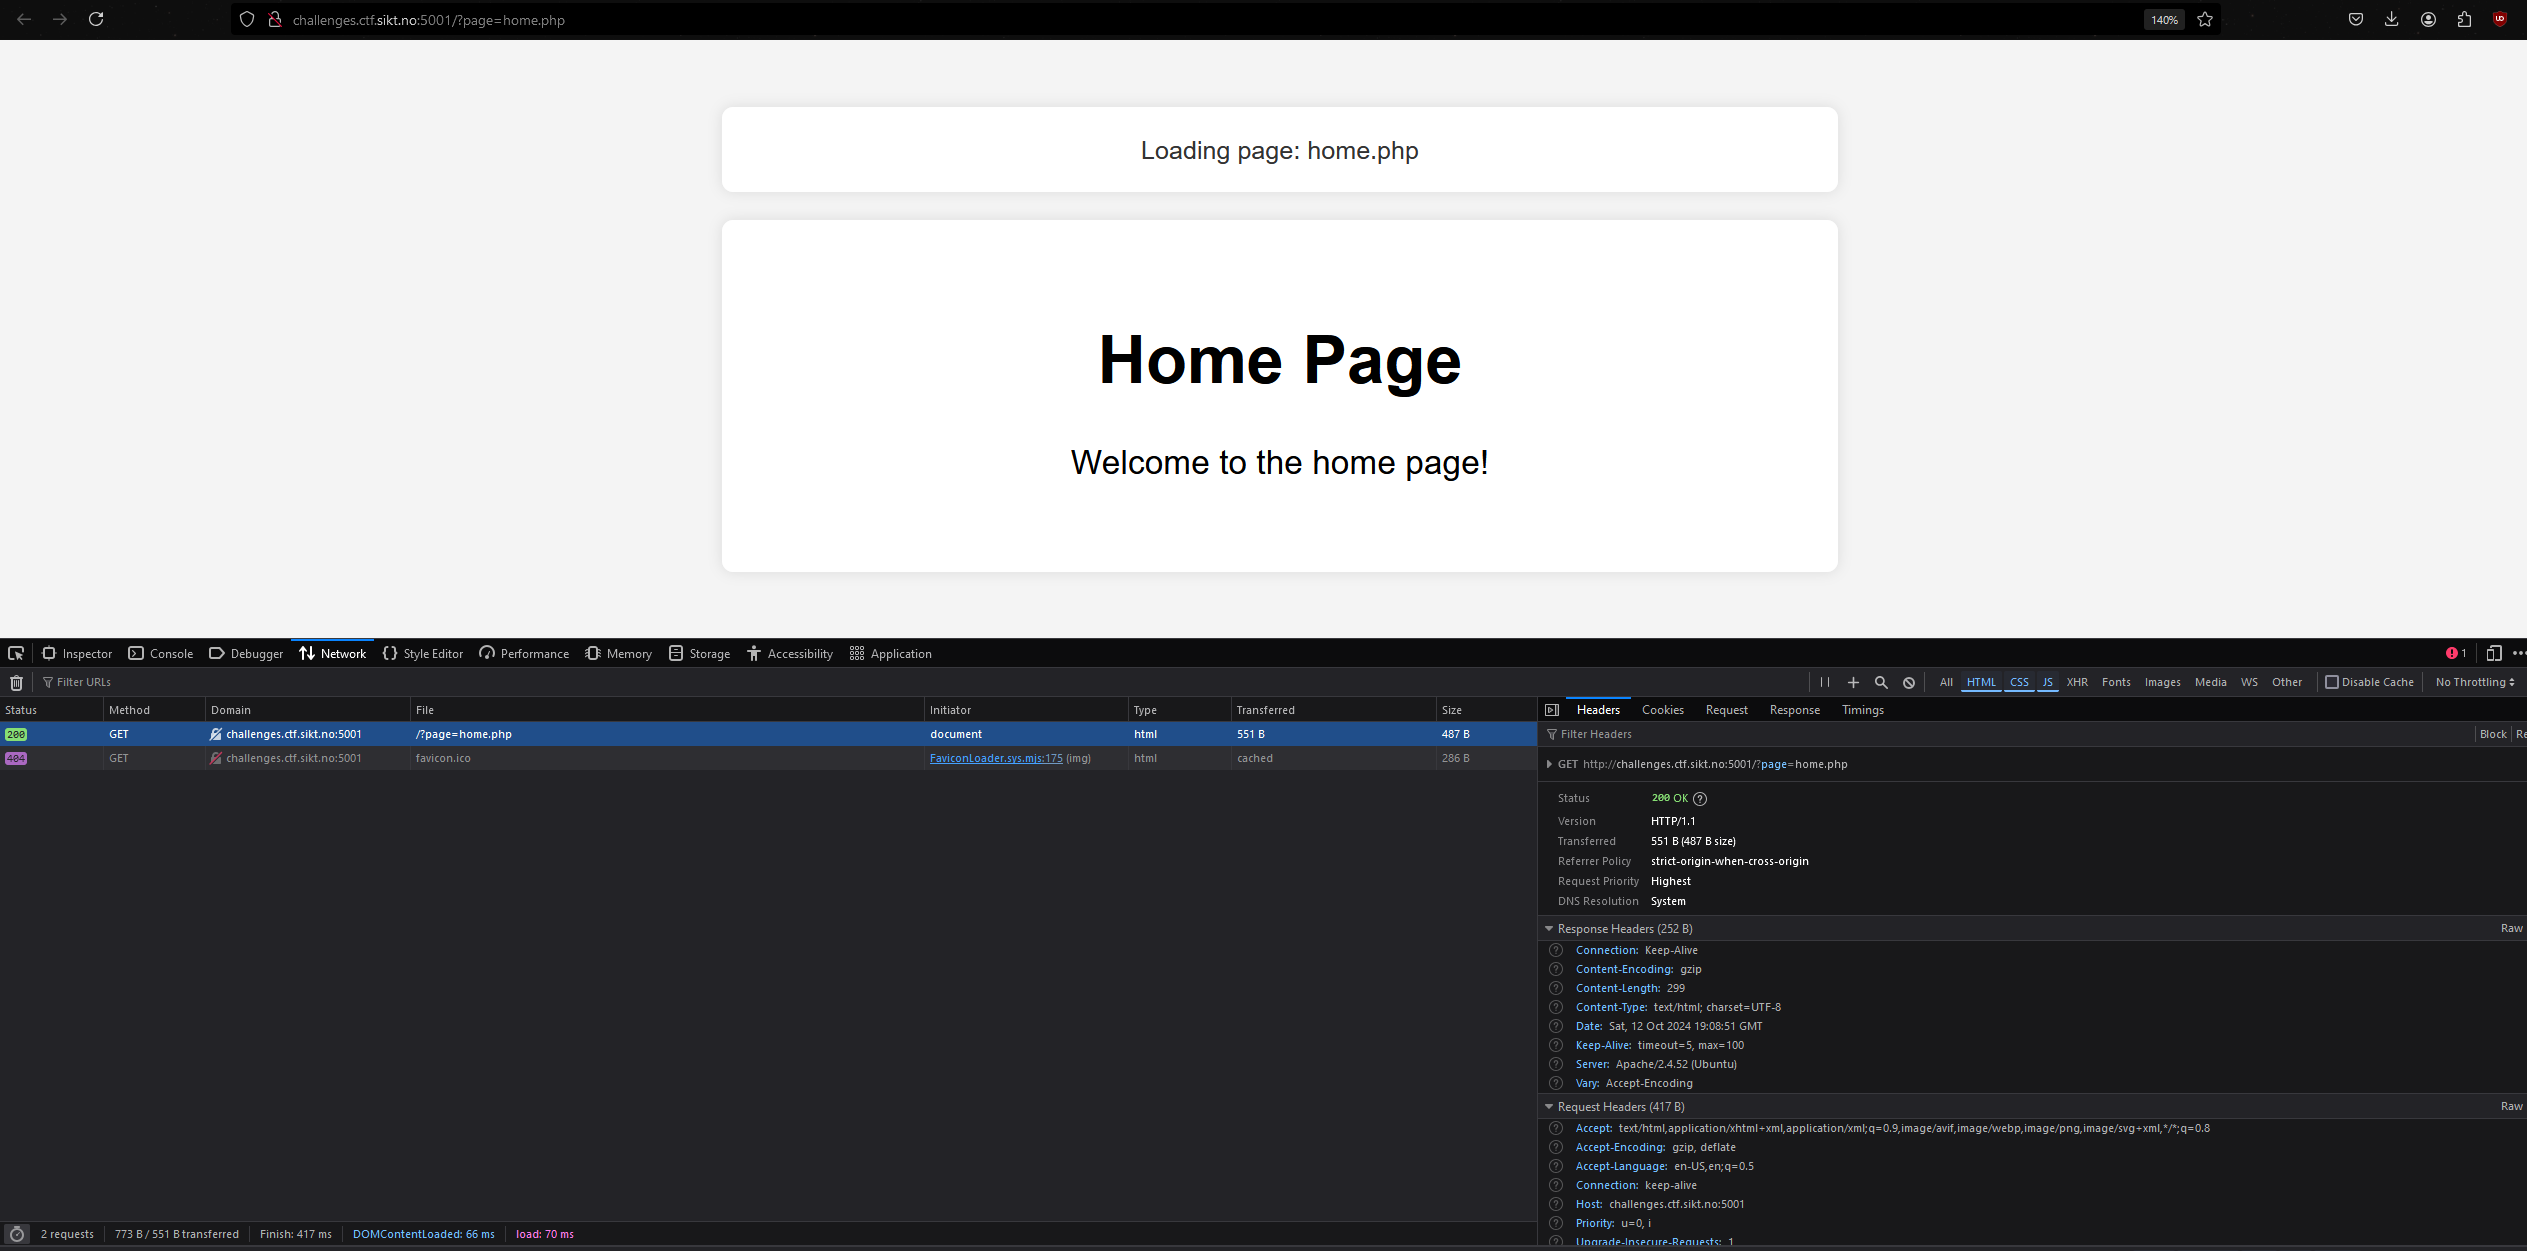 challenges.ctf.sikt.no:5001/?page=home.php 140%
Loading page: home.php
Home Page
Welcome to the home page!
Inspector Console Debugger Network Style Editor Performance Memory Storage Accessibility Application 1
Filter URLs All HTML CSS JS XHR Fonts Images Media WS Other Disable Cache No Throttling
Status Method Domain File Initiator Type Transferred Size
200 GET challenges.ctf.sikt.no:5001 /?page=home.php document html 551 B 487 B
404 GET challenges.ctf.sikt.no:5001 favicon.ico FaviconLoader.sys.mjs:175 (img) html cached 286 B
Headers Cookies Request Response Timings
Filter Headers Block Re
GET http://challenges.ctf.sikt.no:5001/?page=home.php
Status 200 OK
Version HTTP/1.1
Transferred 551 B (487 B size)
Referrer Policy strict-origin-when-cross-origin
Request Priority Highest
DNS Resolution System
Response Headers (252 B) Raw
Connection: Keep-Alive
Content-Encoding: gzip
Content-Length: 299
Content-Type: text/html; charset=UTF-8
Date: Sat, 12 Oct 2024 19:08:51 GMT
Keep-Alive: timeout=5, max=100
Server: Apache/2.4.52 (Ubuntu)
Vary: Accept-Encoding
Request Headers (417 B) Raw
Accept: text/html,application/xhtml+xml,application/xml;q=0.9,image/avif,image/webp,image/png,image/svg+xml,*/*;q=0.8
Accept-Encoding: gzip, deflate
Accept-Language: en-US,en;q=0.5
Connection: keep-alive
Host: challenges.ctf.sikt.no:5001
Priority: u=0, i
Upgrade-Insecure-Requests: 1
2 requests 773 B / 551 B transferred Finish: 417 ms DOMContentLoaded: 66 ms load: 70 ms